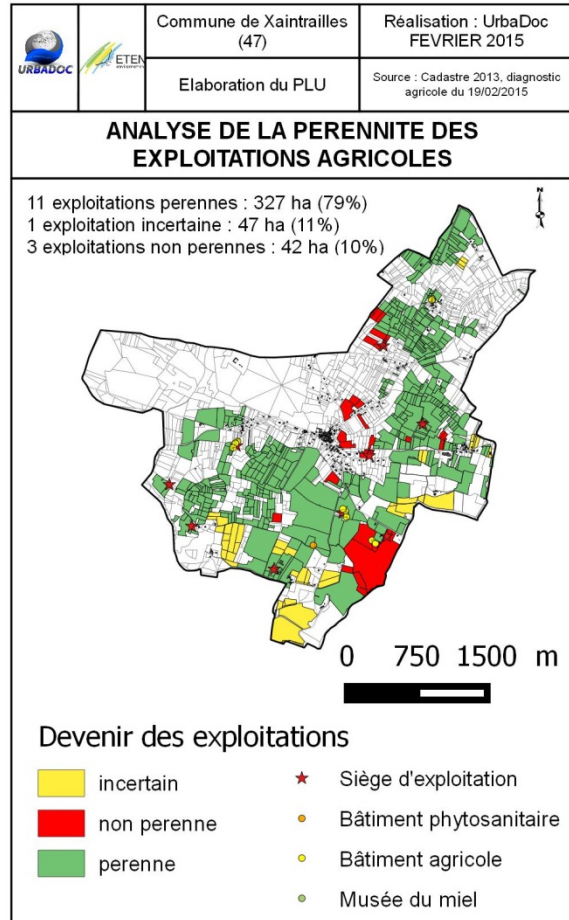 URBADOC
ETEN
Commune de Xaintrailles
(47)
Réalisation : UrbaDoc
FEVRIER 2015
Elaboration du PLU
Source : Cadastre 2013, diagnostic
agricole du 19/02/2015
ANALYSE DE LA PERENNITE DES
EXPLOITATIONS AGRICOLES
11 exploitations perennes : 327 ha (79%)
1 exploitation incertaine : 47 ha (11%)
3 exploitations non perennes : 42 ha (10%)
N
0 750 1500 m
Devenir des exploitations
incertain
non perenne
perenne
Siège d'exploitation
Bâtiment phytosanitaire
Bâtiment agricole
Musée du miel